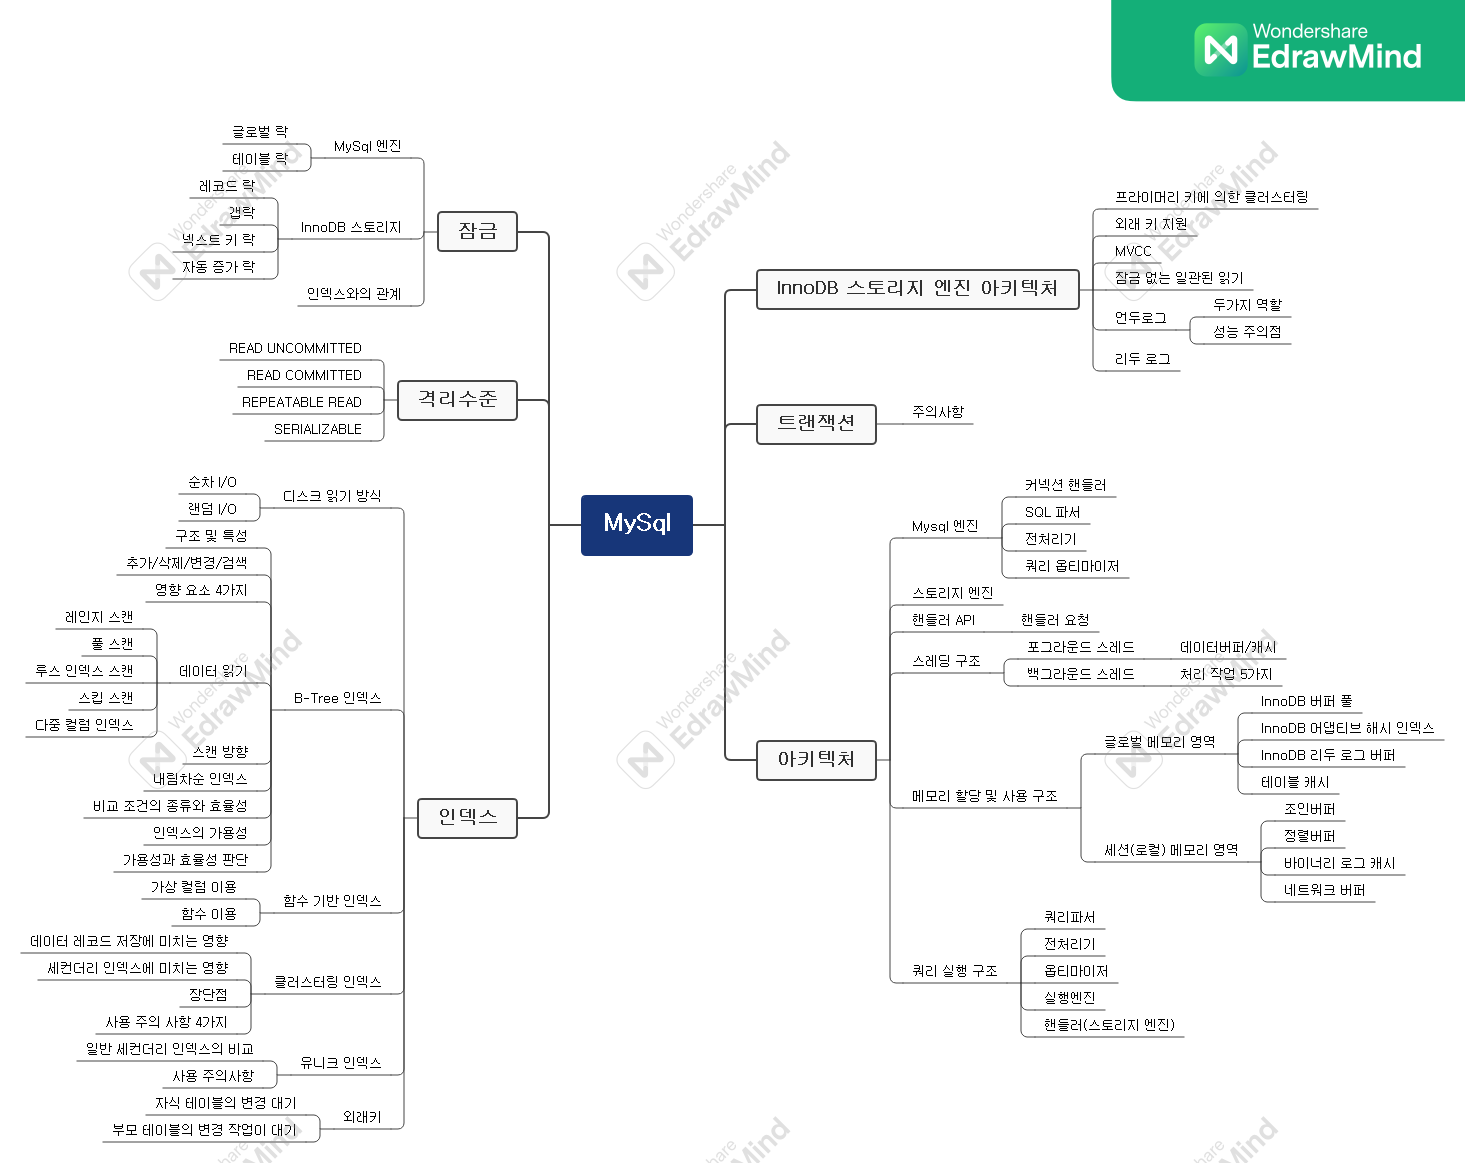 Wondershare
EdrawMind
MySql
잠금
MySql 엔진
글로벌 락
테이블 락
InnoDB 스토리지
레코드 락
갭락
넥스트 키 락
자동 증가 락
인덱스와의 관계
격리수준
READ UNCOMMITTED
READ COMMITTED
REPEATABLE READ
SERIALIZABLE
인덱스
디스크 읽기 방식
순차 I/O
랜덤 I/O
B-Tree 인덱스
구조 및 특성
추가/삭제/변경/검색
영향 요소 4가지
데이터 읽기
레인지 스캔
풀 스캔
루스 인덱스 스캔
스킵 스캔
다중 컬럼 인덱스
스캔 방향
내림차순 인덱스
비교 조건의 종류와 효율성
인덱스의 가용성
가용성과 효율성 판단
함수 기반 인덱스
가상 컬럼 이용
함수 이용
클러스터링 인덱스
데이터 레코드 저장에 미치는 영향
세컨더리 인덱스에 미치는 영향
장단점
사용 주의 사항 4가지
유니크 인덱스
일반 세컨더리 인덱스의 비교
사용 주의사항
외래키
자식 테이블의 변경 대기
부모 테이블의 변경 작업이 대기
InnoDB 스토리지 엔진 아키텍처
프라이머리 키에 의한 클러스터링
외래 키 지원
MVCC
잠금 없는 일관된 읽기
언두로그
두가지 역할
성능 주의점
리두 로그
트랜잭션
주의사항
아키텍처
Mysql 엔진
커넥션 핸들러
SQL 파서
전처리기
쿼리 옵티마이저
스토리지 엔진
핸들러 API
핸들러 요청
스레딩 구조
포그라운드 스레드
데이터버퍼/캐시
백그라운드 스레드
처리 작업 5가지
메모리 할당 및 사용 구조
글로벌 메모리 영역
InnoDB 버퍼 풀
InnoDB 어댑티브 해시 인덱스
InnoDB 리두 로그 버퍼
테이블 캐시
세션(로컬) 메모리 영역
조인버퍼
정렬버퍼
바이너리 로그 캐시
네트워크 버퍼
쿼리 실행 구조
쿼리파서
전처리기
옵티마이저
실행엔진
핸들러(스토리지 엔진)
Wondershare
EdrawMind
Wondershare
EdrawMind
Wondershare
EdrawMind
Wondershare
EdrawMind
Wondershare
EdrawMind
Wondershare
EdrawMind